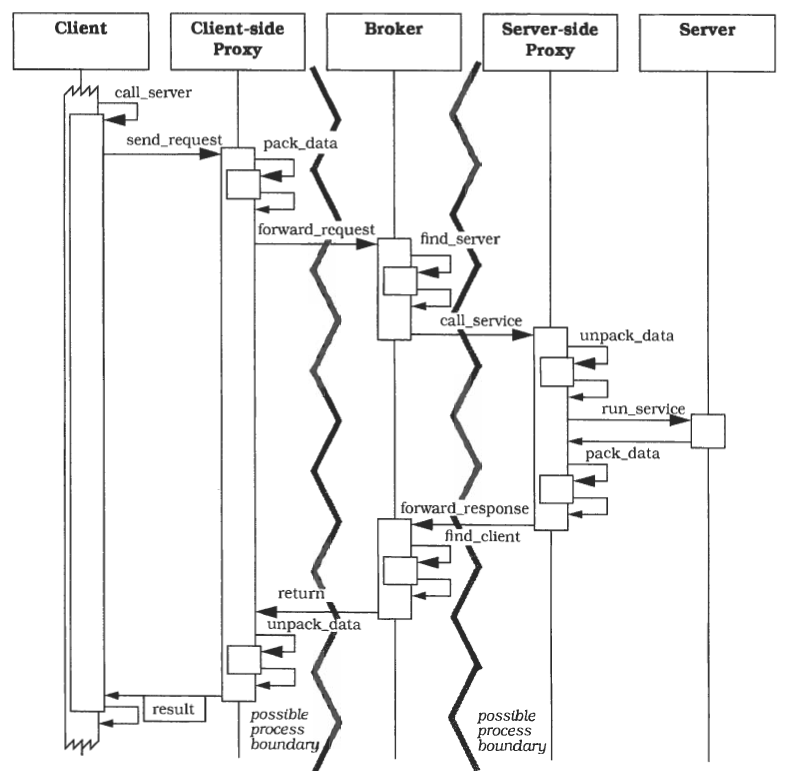 Client
Client-side
Proxy
Broker
Server-side
Proxy
Server
call_server
send_request
pack_data
forward_request
find_server
call_service
unpack_data
run_service
pack_data
forward_response
find_client
return
unpack_data
result
possible
process
boundary
possible
process
boundary